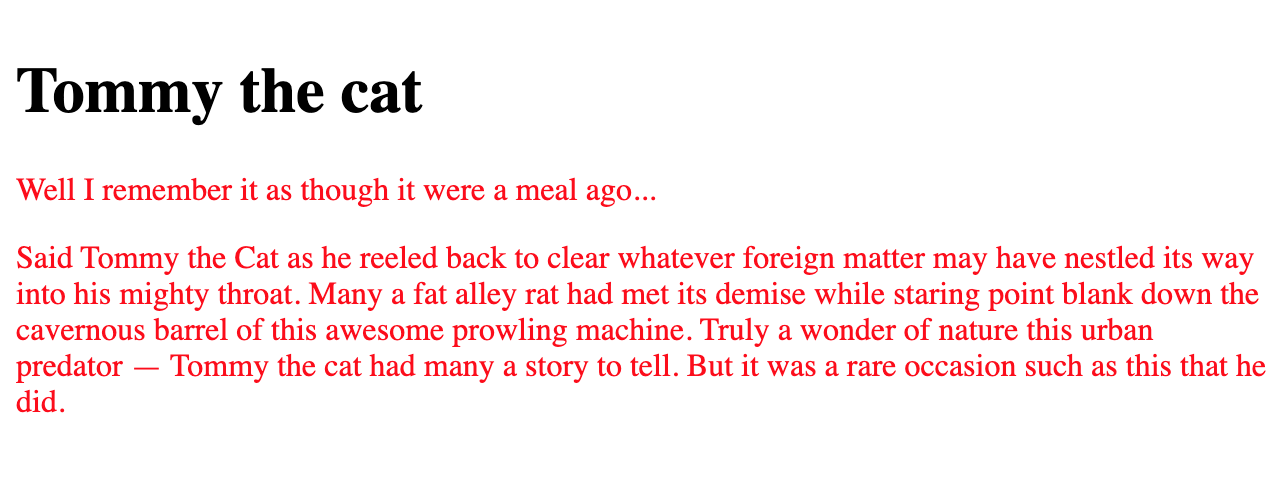 Tommy the cat
Well I remember it as though it were a meal ago...
Said Tommy the Cat as he reeled back to clear whatever foreign matter may have nestled its way
into his mighty throat. Many a fat alley rat had met its demise while staring point blank down the
cavernous barrel of this awesome prowling machine. Truly a wonder of nature this urban
predator — Tommy the cat had many a story to tell. But it was a rare occasion such as this that he
did.